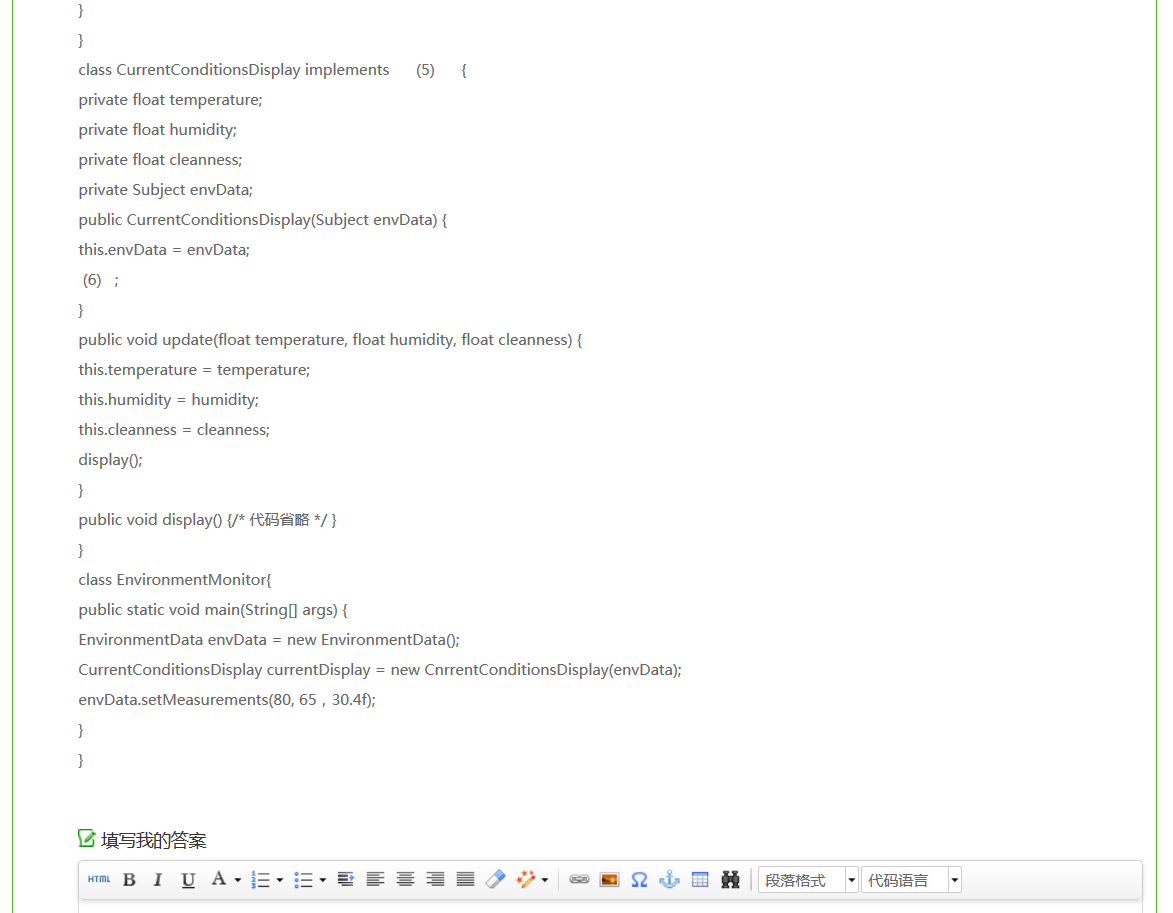 }
}
class CurrentConditionsDisplay implements (5) {
private float temperature;
private float humidity;
private float cleanness;
private Subject envData;
public CurrentConditionsDisplay(Subject envData) {
this.envData = envData;
(6) ;
}
public void update(float temperature, float humidity, float cleanness) {
this.temperature = temperature;
this.humidity = humidity;
this.cleanness = cleanness;
display();
}
public void display() {/* 代码省略 */ }
}
class EnvironmentMonitor{
public static void main(String[] args) {
EnvironmentData envData = new EnvironmentData();
CurrentConditionsDisplay currentDisplay = new CnrrentConditionsDisplay(envData);
envData.setMeasurements(80, 65 , 30.4f);
}
}
填写我的答案
HTML B I U A 段落格式 代码语言